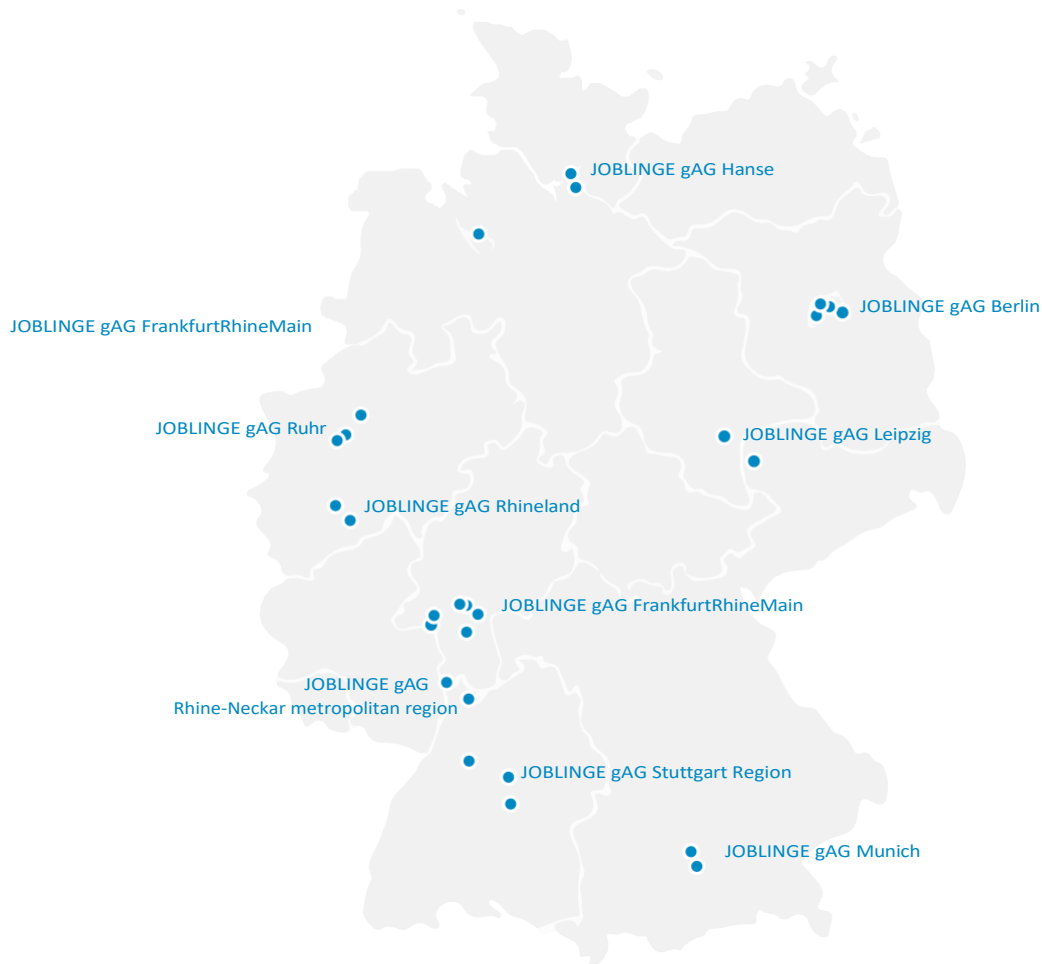 JOBLINGE gAG Hanse
JOBLINGE gAG Berlin
JOBLINGE gAG FrankfurtRhineMain
JOBLINGE gAG Ruhr
JOBLINGE gAG Leipzig
JOBLINGE gAG Rhineland
JOBLINGE gAG FrankfurtRhineMain
JOBLINGE gAG
Rhine-Neckar metropolitan region
JOBLINGE gAG Stuttgart Region
JOBLINGE gAG Munich